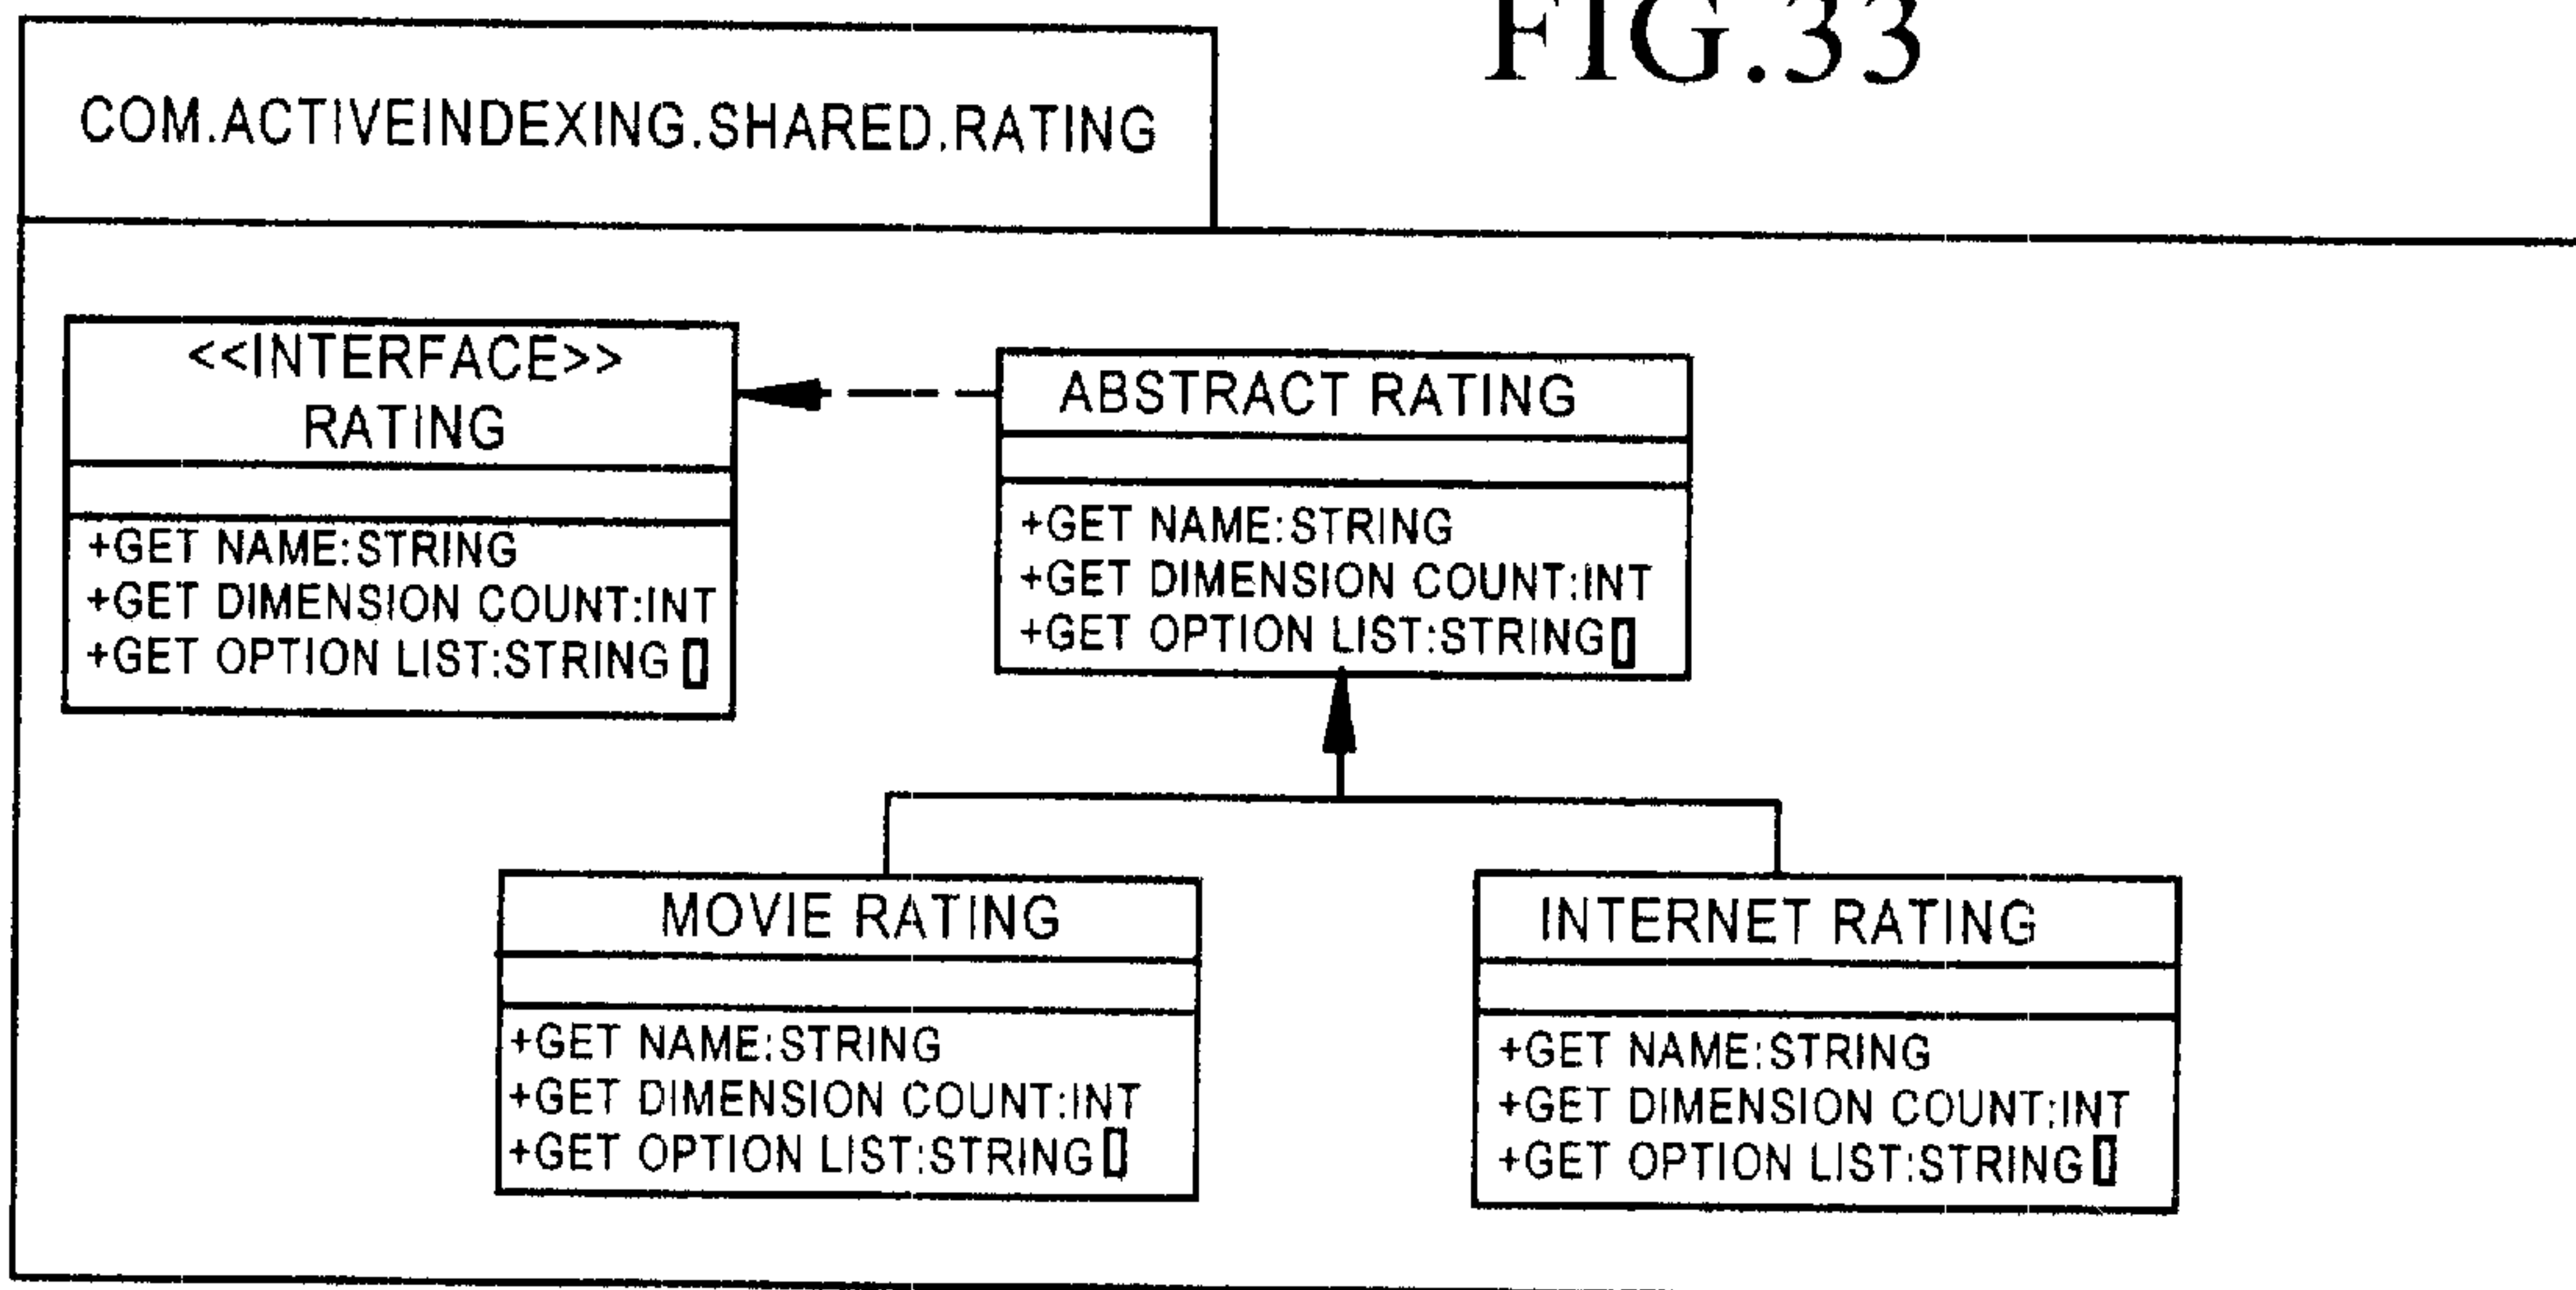 FIG.33
COM.ACTIVEINDEXING.SHARED.RATING
<<INTERFACE>>
RATING
+GET NAME:STRING
+GET DIMENSION COUNT:INT
+GET OPTION LIST:STRING []
ABSTRACT RATING
+GET NAME:STRING
+GET DIMENSION COUNT:INT
+GET OPTION LIST:STRING[]
MOVIE RATING
+GET NAME:STRING
+GET DIMENSION COUNT:INT
+GET OPTION LIST:STRING[]
INTERNET RATING
+GET NAME:STRING
+GET DIMENSION COUNT:INT
+GET OPTION LIST:STRING[]